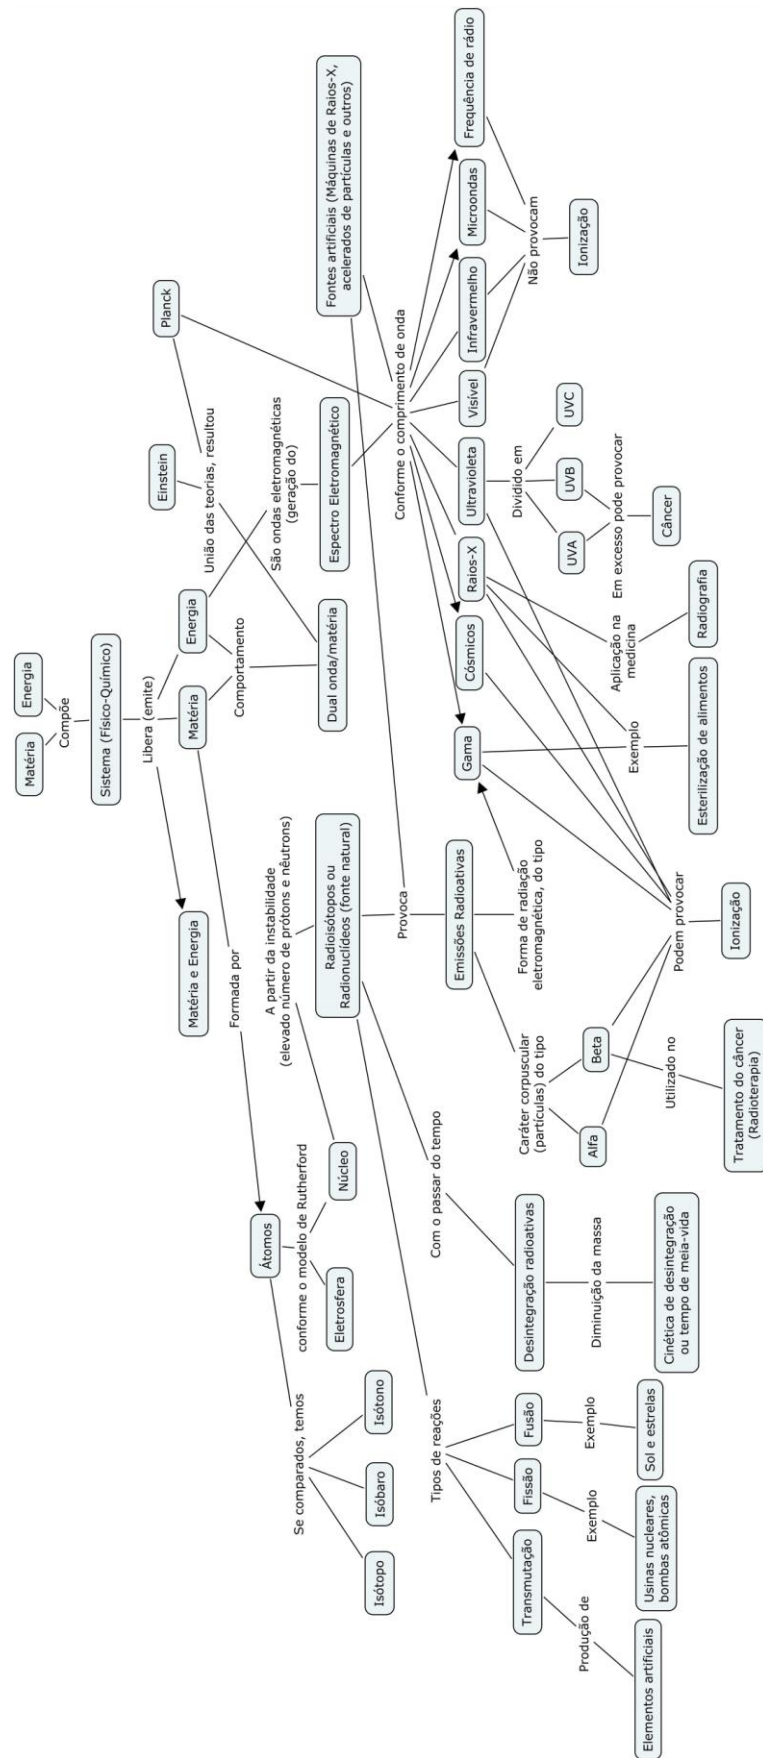 Matéria
Energia
Compõe
Sistema (Físico-Químico)
Libera (emite)
Matéria e Energia
Matéria
Energia
Einstein
Planck
Formada por
Comportamento
União das teorias, resultou
Átomos
São ondas eletromagnéticas
(geração do)
Se comparados, temos
conforme o modelo de Rutherford
A partir da instabilidade
(elevado número de prótons e nêutrons)
Isótopo
Isóbaro
Isótono
Eletrosfera
Núcleo
Radioisótopos ou
Radionuclídeos (fonte natural)
Dual onda/matéria
Espectro Eletromagnético
Fontes artificiais (Máquinas de Raios-X,
acelerados de partículas e outros)
Tipos de reações
Com o passar do tempo
Provoca
Conforme o comprimento de onda
Transmutação
Fissão
Fusão
Desintegração radioativas
Emissões Radioativas
Gama
Cósmicos
Raios-X
Ultravioleta
Visível
Infravermelho
Microondas
Frequência de rádio
Produção de
Exemplo
Exemplo
Diminuição da massa
Caráter corpuscular
(partículas) do tipo
Forma de radiação
eletromagnética, do tipo
Dividido em
Não provocam
Alfa
Beta
UVA
UVB
UVC
Ionização
Elementos artificiais
Usinas nucleares,
bombas atômicas
Sol e estrelas
Cinética de desintegração
ou tempo de meia-vida
Utilizado no
Podem provocar
Exemplo
Aplicação na
medicina
Em excesso pode provocar
Tratamento do câncer
(Radioterapia)
Ionização
Esterilização de alimentos
Radiografia
Câncer